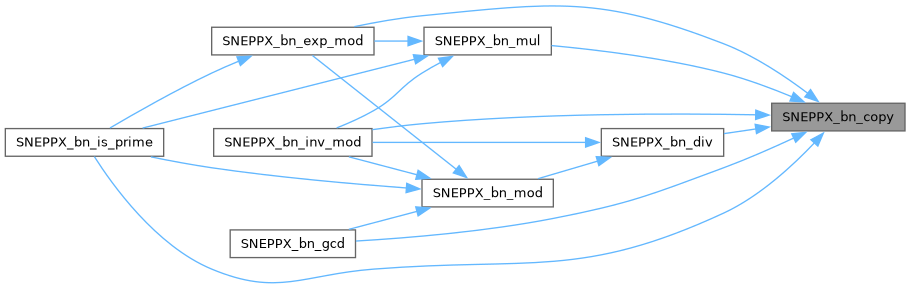 SNEPPX_bn_exp_mod
SNEPPX_bn_mul
SNEPPX_bn_copy
SNEPPX_bn_is_prime
SNEPPX_bn_inv_mod
SNEPPX_bn_div
SNEPPX_bn_mod
SNEPPX_bn_gcd